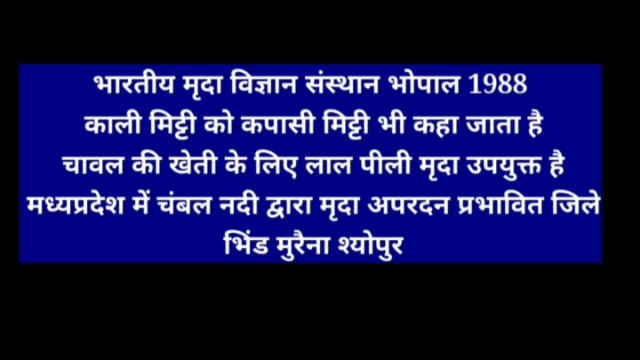 भारतीय मृदा विज्ञान संस्थान भोपाल 1988
काली मिट्टी को कपासी मिट्टी भी कहा जाता है
चावल की खेती के लिए लाल पीली मृदा उपयुक्त है
मध्यप्रदेश में चंबल नदी द्वारा मृदा अपरदन प्रभावित जिले
भिंड मुरैना श्योपुर